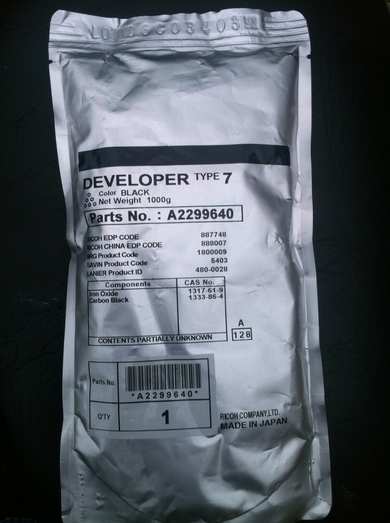 DEVELOPER TYPE 7
Color BLACK
Net Weight 1000g
Parts No. : A2299640
RICOH EDP CODE 887748
RICOH CHINA EDP CODE 888007
NRG Product Code 1800009
SAVIN Product Code 5403
LANIER Product ID 480-0028
Components CAS No.
Iron Oxide 1317-61-9
Carbon Black 1333-86-4
CONTENTS PARTIALLY UNKNOWN
A
128
Parts No.
*A2299640*
Q'TY 1
RICOH COMPANY,LTD.
MADE IN JAPAN